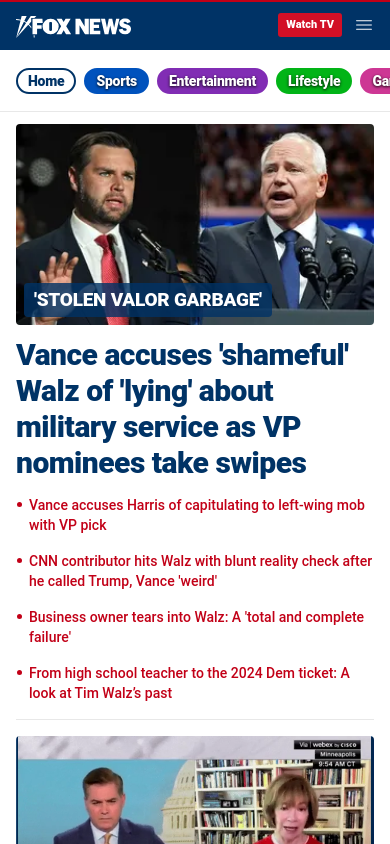 FOX NEWS
Watch TV
Home
Sports
Entertainment
Lifestyle
Ga
'STOLEN VALOR GARBAGE'
Vance accuses 'shameful'
Walz of 'lying' about
military service as VP
nominees take swipes
• Vance accuses Harris of capitulating to left-wing mob
with VP pick
• CNN contributor hits Walz with blunt reality check after
he called Trump, Vance 'weird'
• Business owner tears into Walz: A 'total and complete
failure'
• From high school teacher to the 2024 Dem ticket: A
look at Tim Walz’s past
Via webex by CISCO
Minneapolis
9:54 AM CT